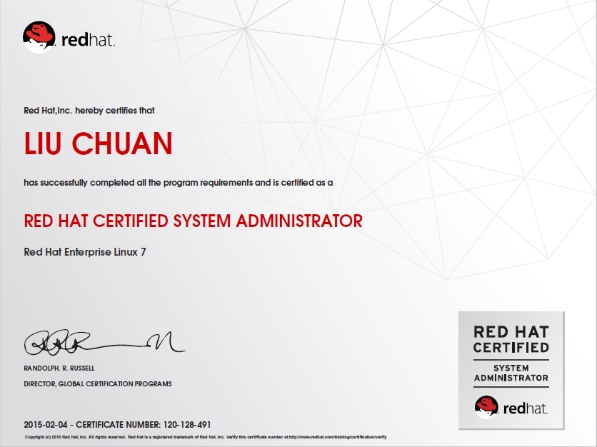 redhat.
Red Hat,Inc. hereby certifies that
LIU CHUAN
has successfully completed all the program requirements and is certified as a
RED HAT CERTIFIED SYSTEM ADMINISTRATOR
Red Hat Enterprise Linux 7
RANDOLPH. R. RUSSELL
DIRECTOR, GLOBAL CERTIFICATION PROGRAMS
RED HAT
CERTIFIED
SYSTEM
ADMINISTRATOR
redhat.
2015-02-04 - CERTIFICATE NUMBER: 120-128-491
Copyright (c) 2010 Red Hat, Inc. All rights reserved. Red Hat is a registered trademark of Red Hat, Inc. Verify this certificate number at http://www.redhat.com/training/certification/verify